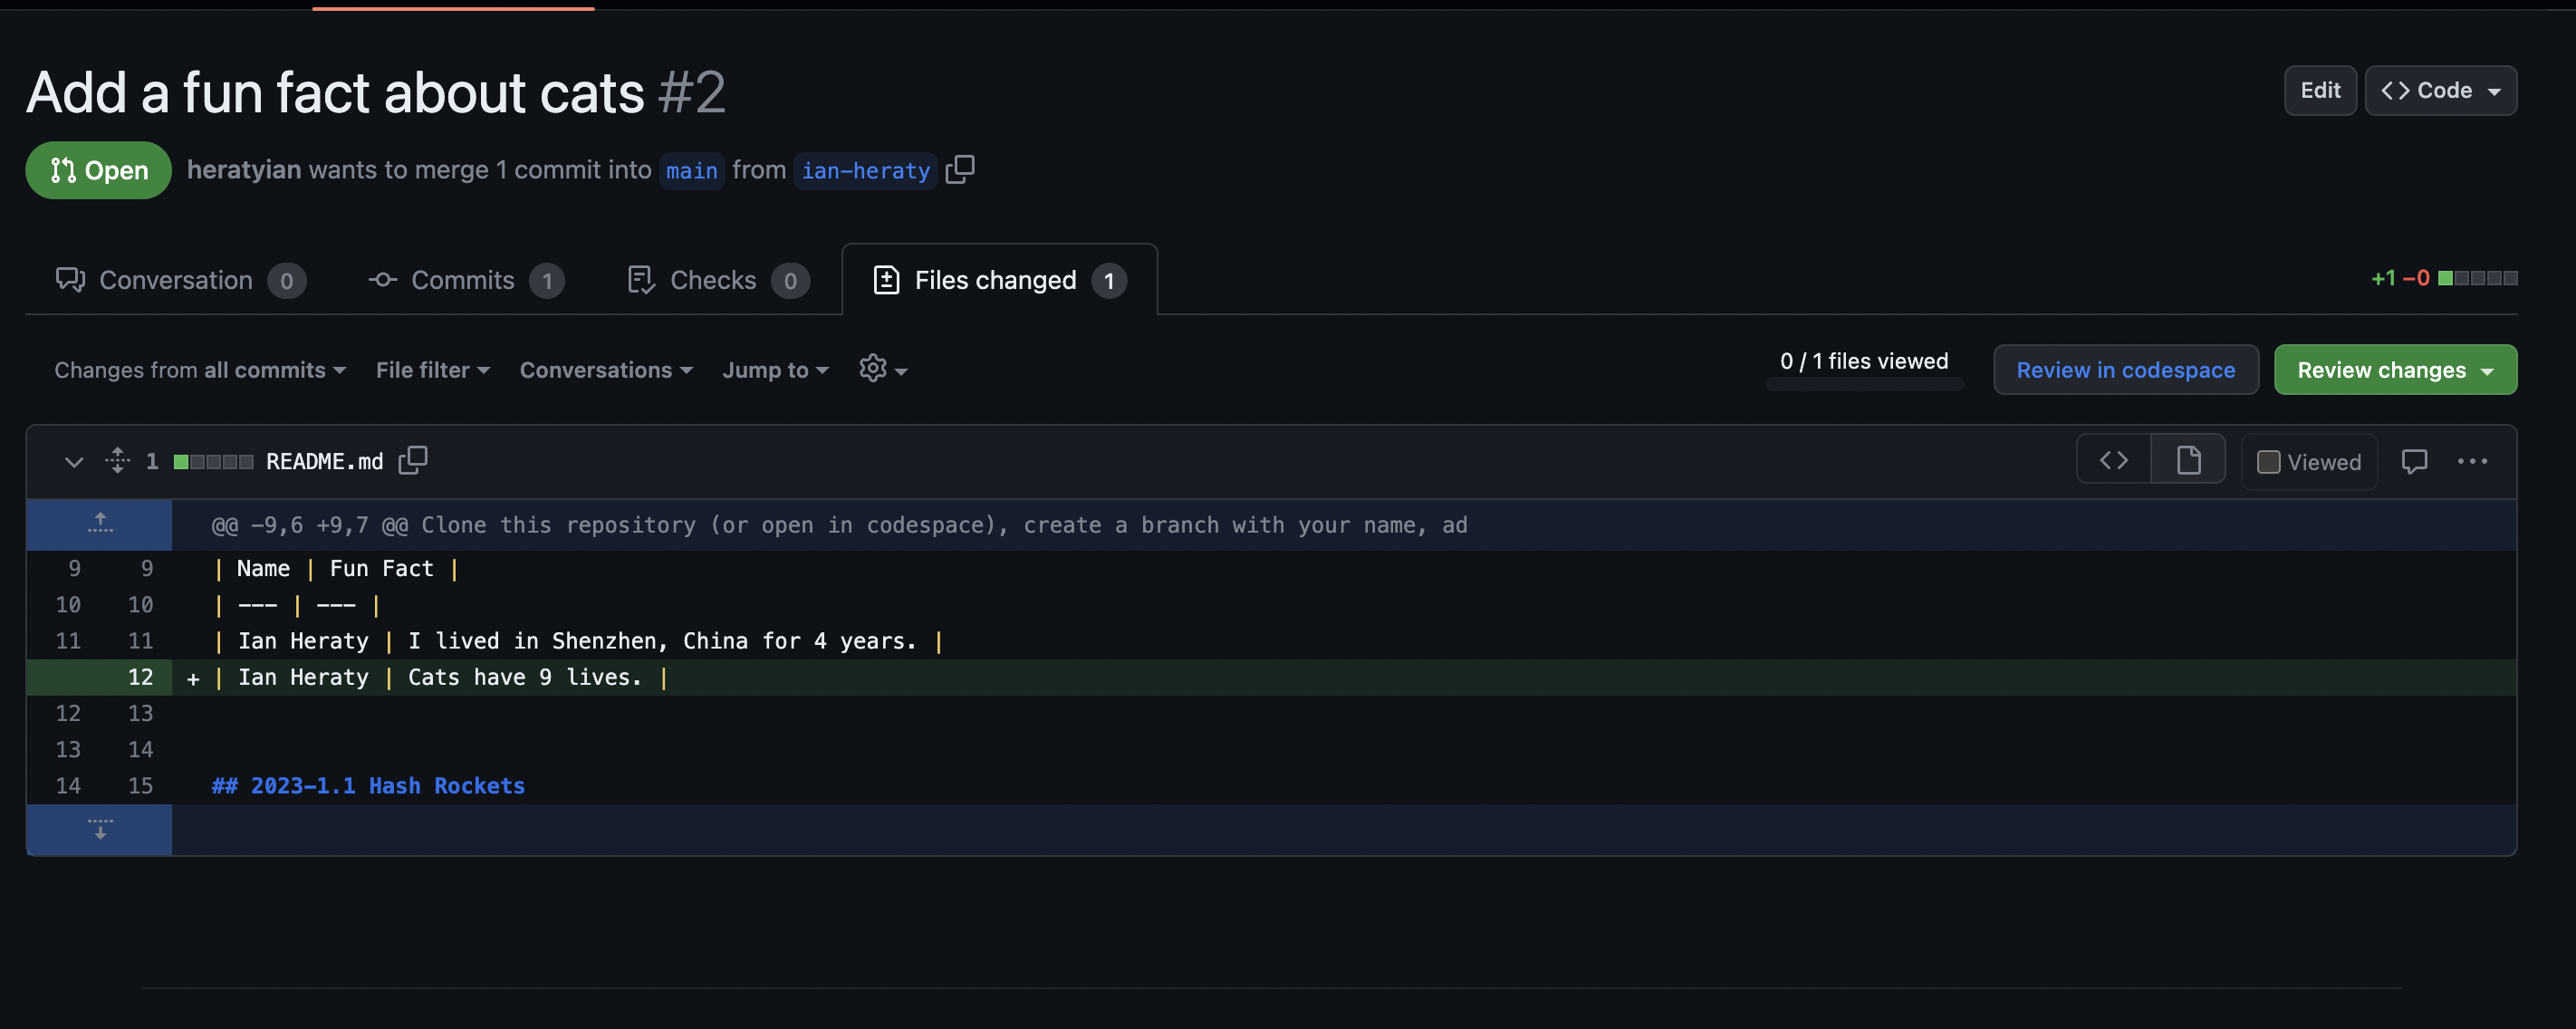 Add a fun fact about cats #2
Edit
Code
Open
heratyian wants to merge 1 commit into main from ian-heraty
Conversation 0
Commits 1
Checks 0
Files changed 1
+1 −0
Changes from all commits
File filter
Conversations
Jump to
0 / 1 files viewed
Review in codespace
Review changes
1 README.md
Viewed
@@ -9,6 +9,7 @@ Clone this repository (or open in codespace), create a branch with your name, ad
9 9 | Name | Fun Fact |
10 10 | --- | --- |
11 11 | Ian Heraty | I lived in Shenzhen, China for 4 years. |
12 + | Ian Heraty | Cats have 9 lives. |
12 13
13 14
14 15 ## 2023-1.1 Hash Rockets